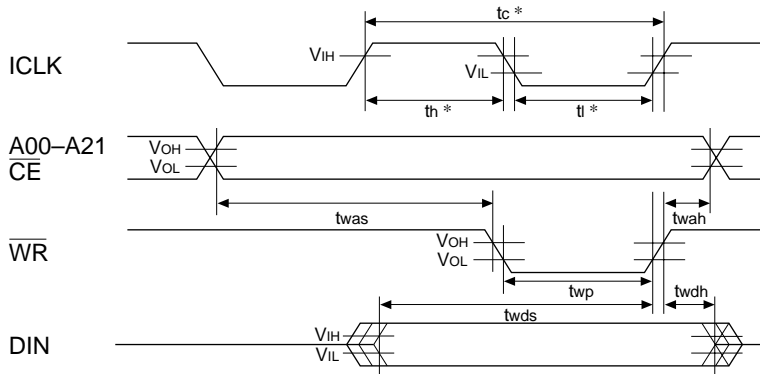 tc *
ICLK
VIH
VIL
th *
tl *
A00–A21
CE
VOH
VOL
twas
twah
WR
VOH
VOL
twp
twdh
twds
DIN
VIH
VIL